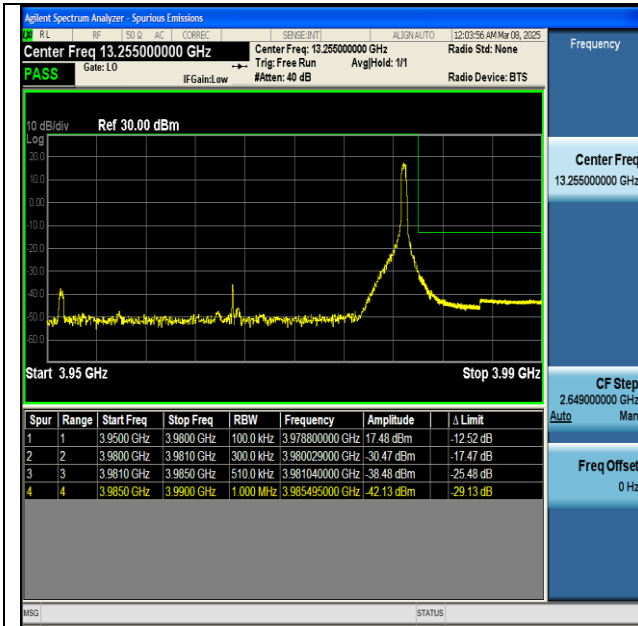 Agilent Spectrum Analyzer - Spurious Emissions
RL RF 50 Ω AC CORREC SENSE:INT ALIGN AUTO 12:03:56 AM Mar 08, 2025
Center Freq 13.255000000 GHz
Center Freq: 13.255000000 GHz
Radio Std: None
Frequency
PASS
Gate: LO
IFGain:Low
Trig: Free Run
Avg|Hold: 1/1
#Atten: 40 dB
Radio Device: BTS
10 dB/div Ref 30.00 dBm
Log
20.0
10.0
0.00
-10.0
-20.0
-30.0
-40.0
-50.0
-60.0
Start 3.95 GHz Stop 3.99 GHz
Center Freq
13.255000000 GHz
CF Step
2.649000000 GHz
Auto Man
Freq Offset
0 Hz
Spur Range Start Freq Stop Freq RBW Frequency Amplitude Δ Limit
1 1 3.9500 GHz 3.9800 GHz 100.0 kHz 3.978800000 GHz 17.48 dBm -12.52 dB
2 2 3.9800 GHz 3.9810 GHz 300.0 kHz 3.980029000 GHz -30.47 dBm -17.47 dB
3 3 3.9810 GHz 3.9850 GHz 510.0 kHz 3.981040000 GHz -38.48 dBm -25.48 dB
4 4 3.9850 GHz 3.9900 GHz 1.000 MHz 3.985495000 GHz -42.13 dBm -29.13 dB
MSG STATUS